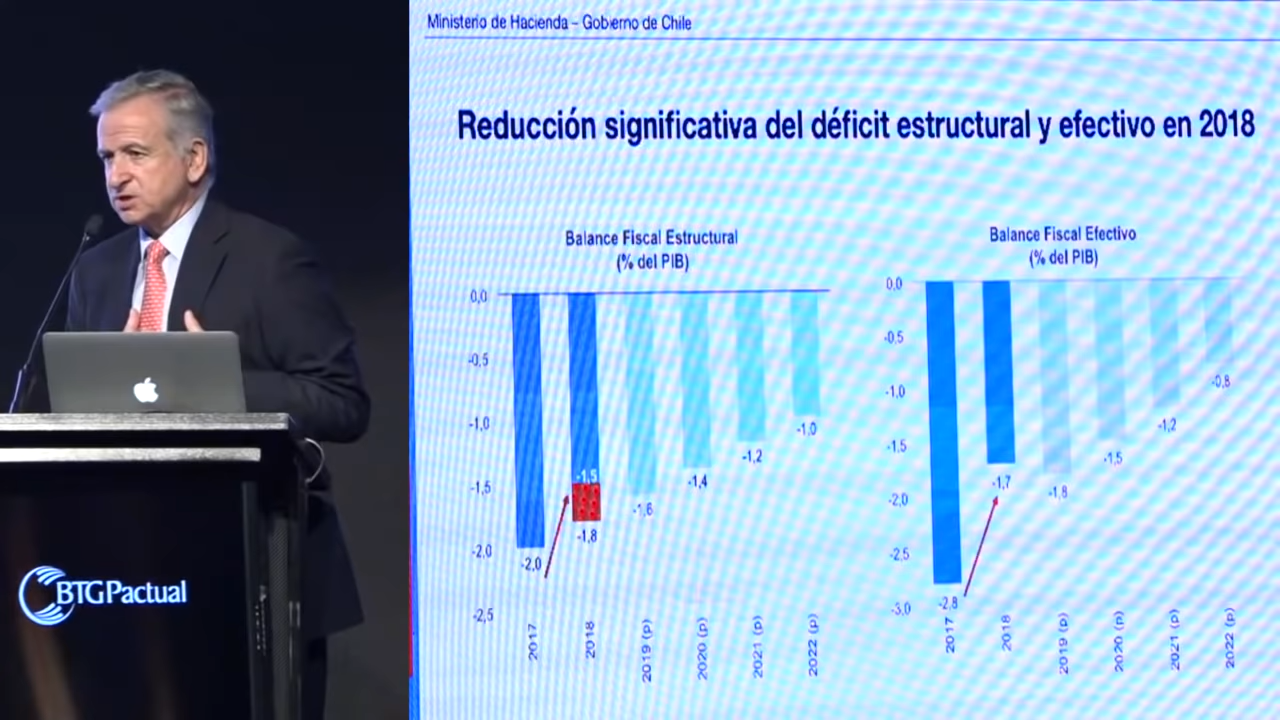 Ministerio de Hacienda – Gobierno de Chile
Reducción significativa del déficit estructural y efectivo en 2018
Balance Fiscal Estructural
(% del PIB)
0,0
-0,5
-1,0
-1,5
-2,0
-2,5
-2,0
-1,5
-1,8
-1,6
-1,4
-1,2
-1,0
2017
2018
2019 (p)
2020 (p)
2021 (p)
2022 (p)
Balance Fiscal Efectivo
(% del PIB)
0,0
-0,5
-1,0
-1,5
-2,0
-2,5
-3,0
-2,8
-1,7
-1,8
-1,5
-1,2
-0,8
2017
2018
2019 (p)
2020 (p)
2021 (p)
2022 (p)
BTGPactual